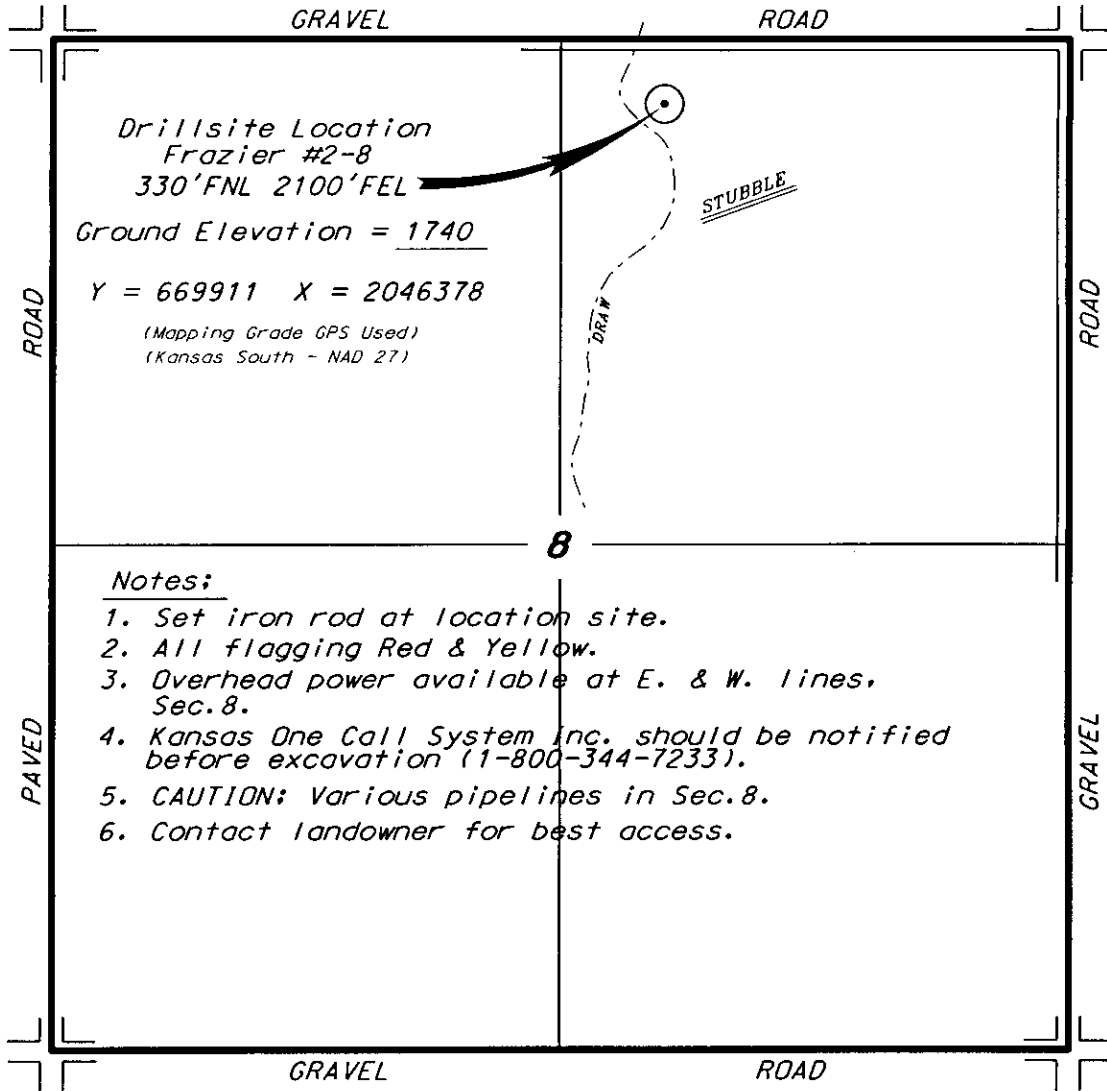 GRAVEL ROAD
Drillsite Location
Frazier #2-8
330'FNL 2100'FEL
Ground Elevation = 1740
Y = 669911 X = 2046378
(Mapping Grade GPS Used)
(Kansas South - NAD 27)
STUBBLE
DRAW
PAVED ROAD
GRAVEL ROAD
8
Notes:
1. Set iron rod at location site.
2. All flagging Red & Yellow.
3. Overhead power available at E. & W. lines,
Sec.8.
4. Kansas One Call System Inc. should be notified
before excavation (1-800-344-7233).
5. CAUTION: Various pipelines in Sec.8.
6. Contact landowner for best access.
GRAVEL ROAD